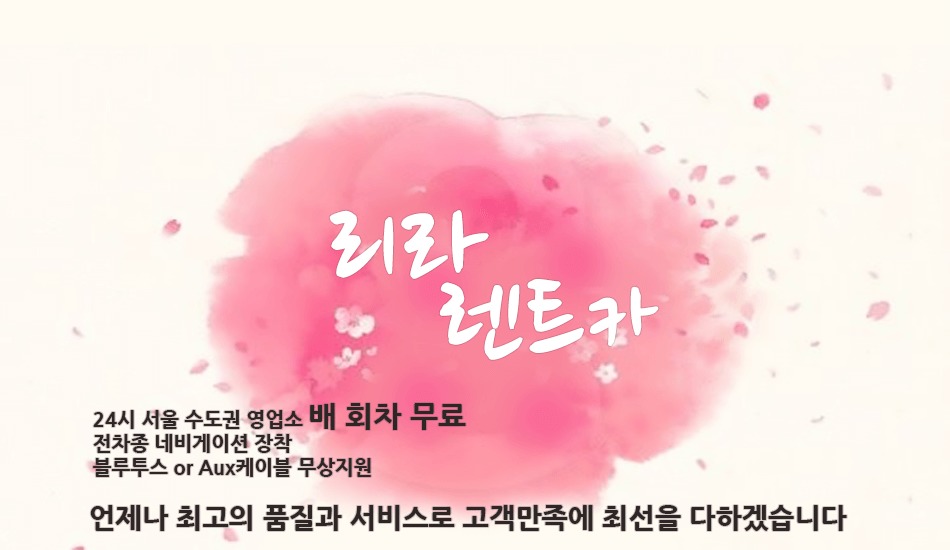 리라
렌트카
24시 서울 수도권 영업소 배 회차 무료
전차종 네비게이션 장착
블루투스 or Aux케이블 무상지원
언제나 최고의 품질과 서비스로 고객만족에 최선을 다하겠습니다